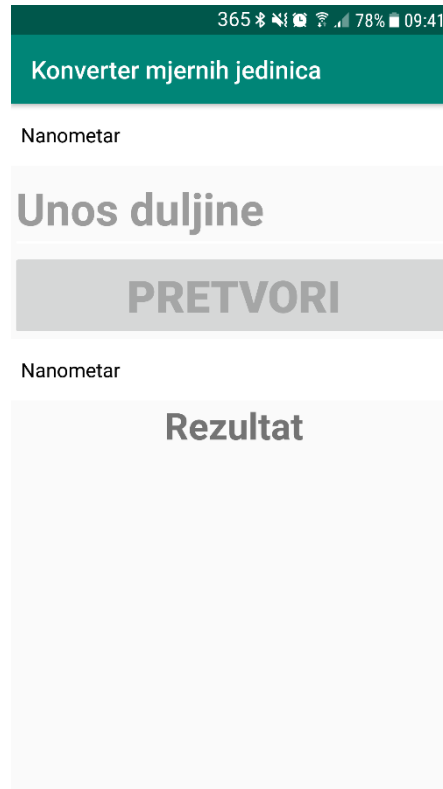 365 78% 09:41
Konverter mjernih jedinica
Nanometar
Unos duljine
PRETVORI
Nanometar
Rezultat